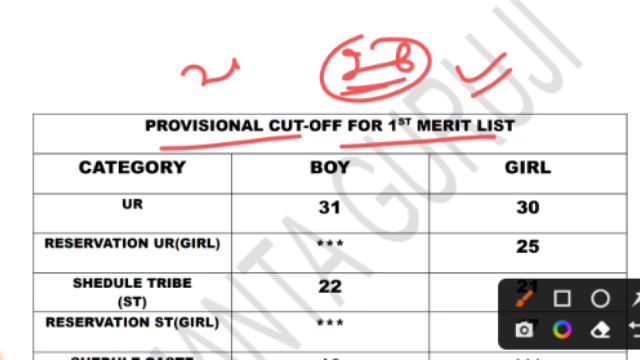 PROVISIONAL CUT-OFF FOR 1ST MERIT LIST
CATEGORY BOY GIRL
UR 31 30
RESERVATION UR(GIRL) *** 25
SHEDULE TRIBE
(ST) 22 21
RESERVATION ST(GIRL) ***